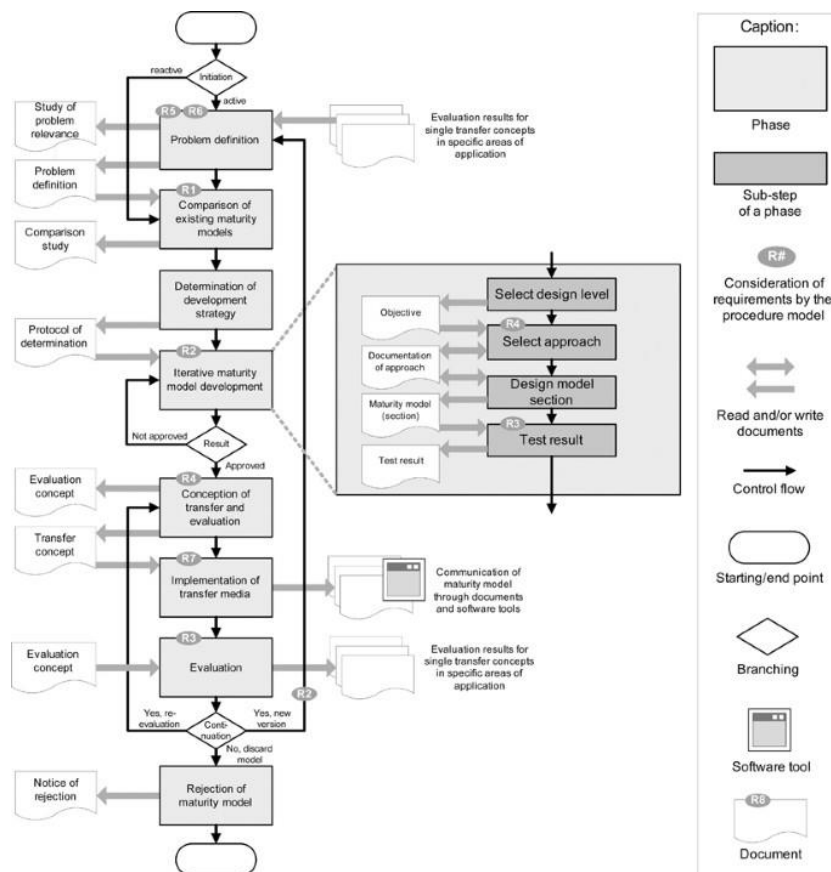 reactive
Initiation
active
R5
R6
Study of
problem
relevance
Problem definition
Evaluation results for
single transfer concepts
in specific areas of
application
Problem
definition
R1
Comparison of
existing maturity
models
Comparison
study
Determination of
development
strategy
Protocol of
determination
R2
Iterative maturity
model development
Not approved
Result
Approved
Evaluation
concept
R4
Conception of
transfer and
evaluation
Transfer
concept
R7
Implementation of
transfer media
Communication of
maturity model
through documents
and software tools
R3
Evaluation
concept
Evaluation
Evaluation results for
single transfer concepts
in specific areas of
application
R2
Yes, re-
evaluation
Conti-
nuation
Yes, new
version
No, discard
model
Notice of
rejection
Rejection of
maturity model
Select design level
Objective
R4
Select approach
Documentation
of approach
Design model
section
Maturity model
(section)
R3
Test result
Test result
Caption:
Phase
Sub-step
of a phase
R#
Consideration of
requirements by the
procedure model
Read and/or write
documents
Control flow
Starting/end point
Branching
Software tool
R8
Document